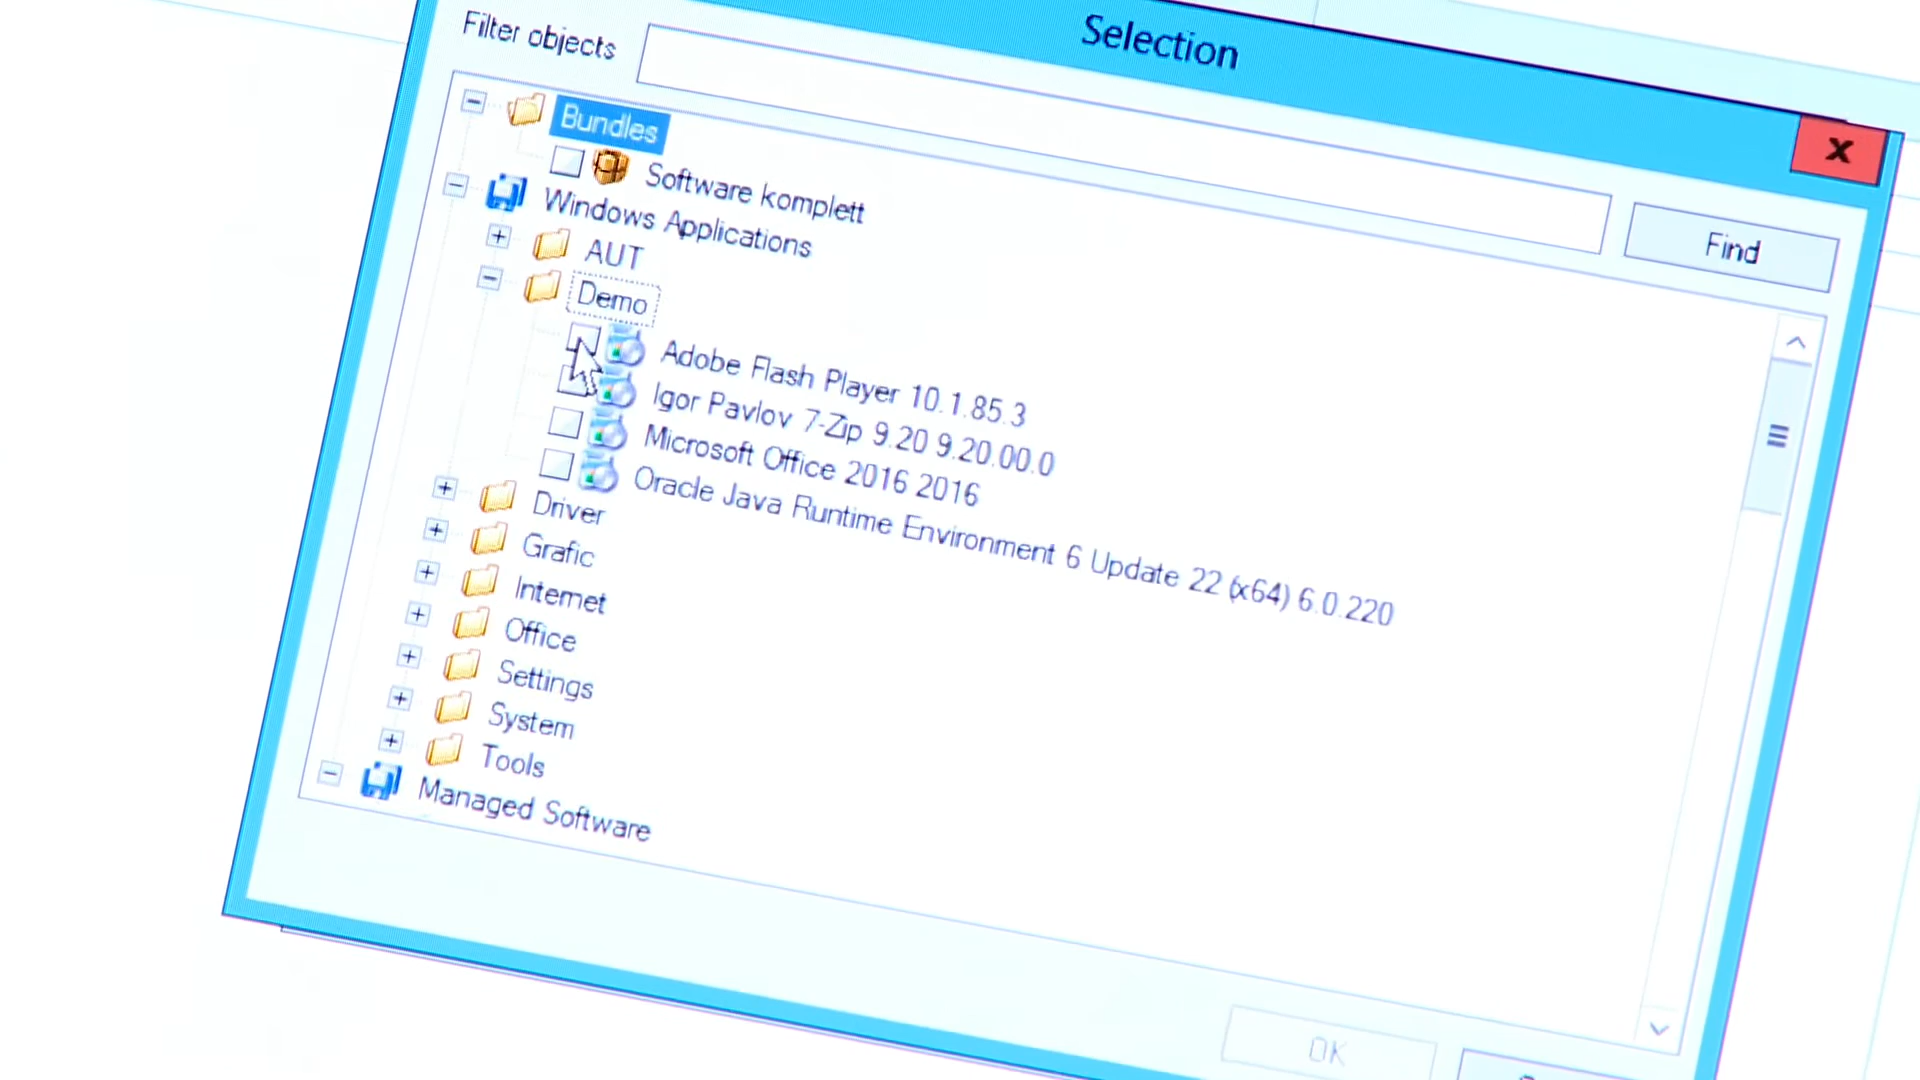 Selection
Filter objects
Find
Bundles
Software komplett
Windows Applications
AUT
Demo
Adobe Flash Player 10.1.85.3
Igor Pavlov 7-Zip 9.20 9.20.00.0
Microsoft Office 2016 2016
Oracle Java Runtime Environment 6 Update 22 (x64) 6.0.220
Driver
Grafic
Internet
Office
Settings
System
Tools
Managed Software
OK